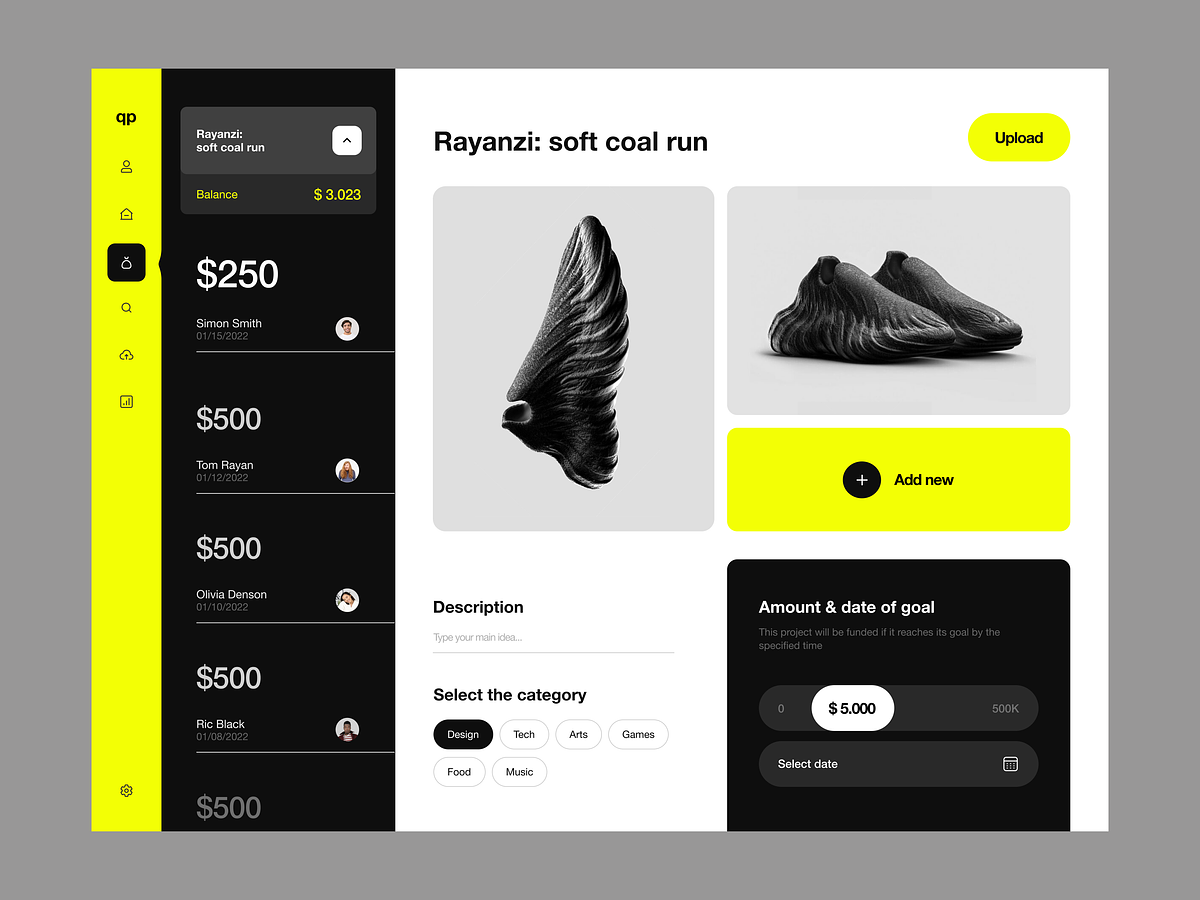 qp
Rayanzi:
soft coal run
Balance
$ 3.023
$250
Simon Smith
01/15/2022
$500
Tom Rayan
01/12/2022
$500
Olivia Denson
01/10/2022
$500
Ric Black
01/08/2022
$500
Rayanzi: soft coal run
Upload
Add new
Description
Type your main idea...
Select the category
Design
Tech
Arts
Games
Food
Music
Amount & date of goal
This project will be funded if it reaches its goal by the
specified time
0
$ 5.000
500K
Select date